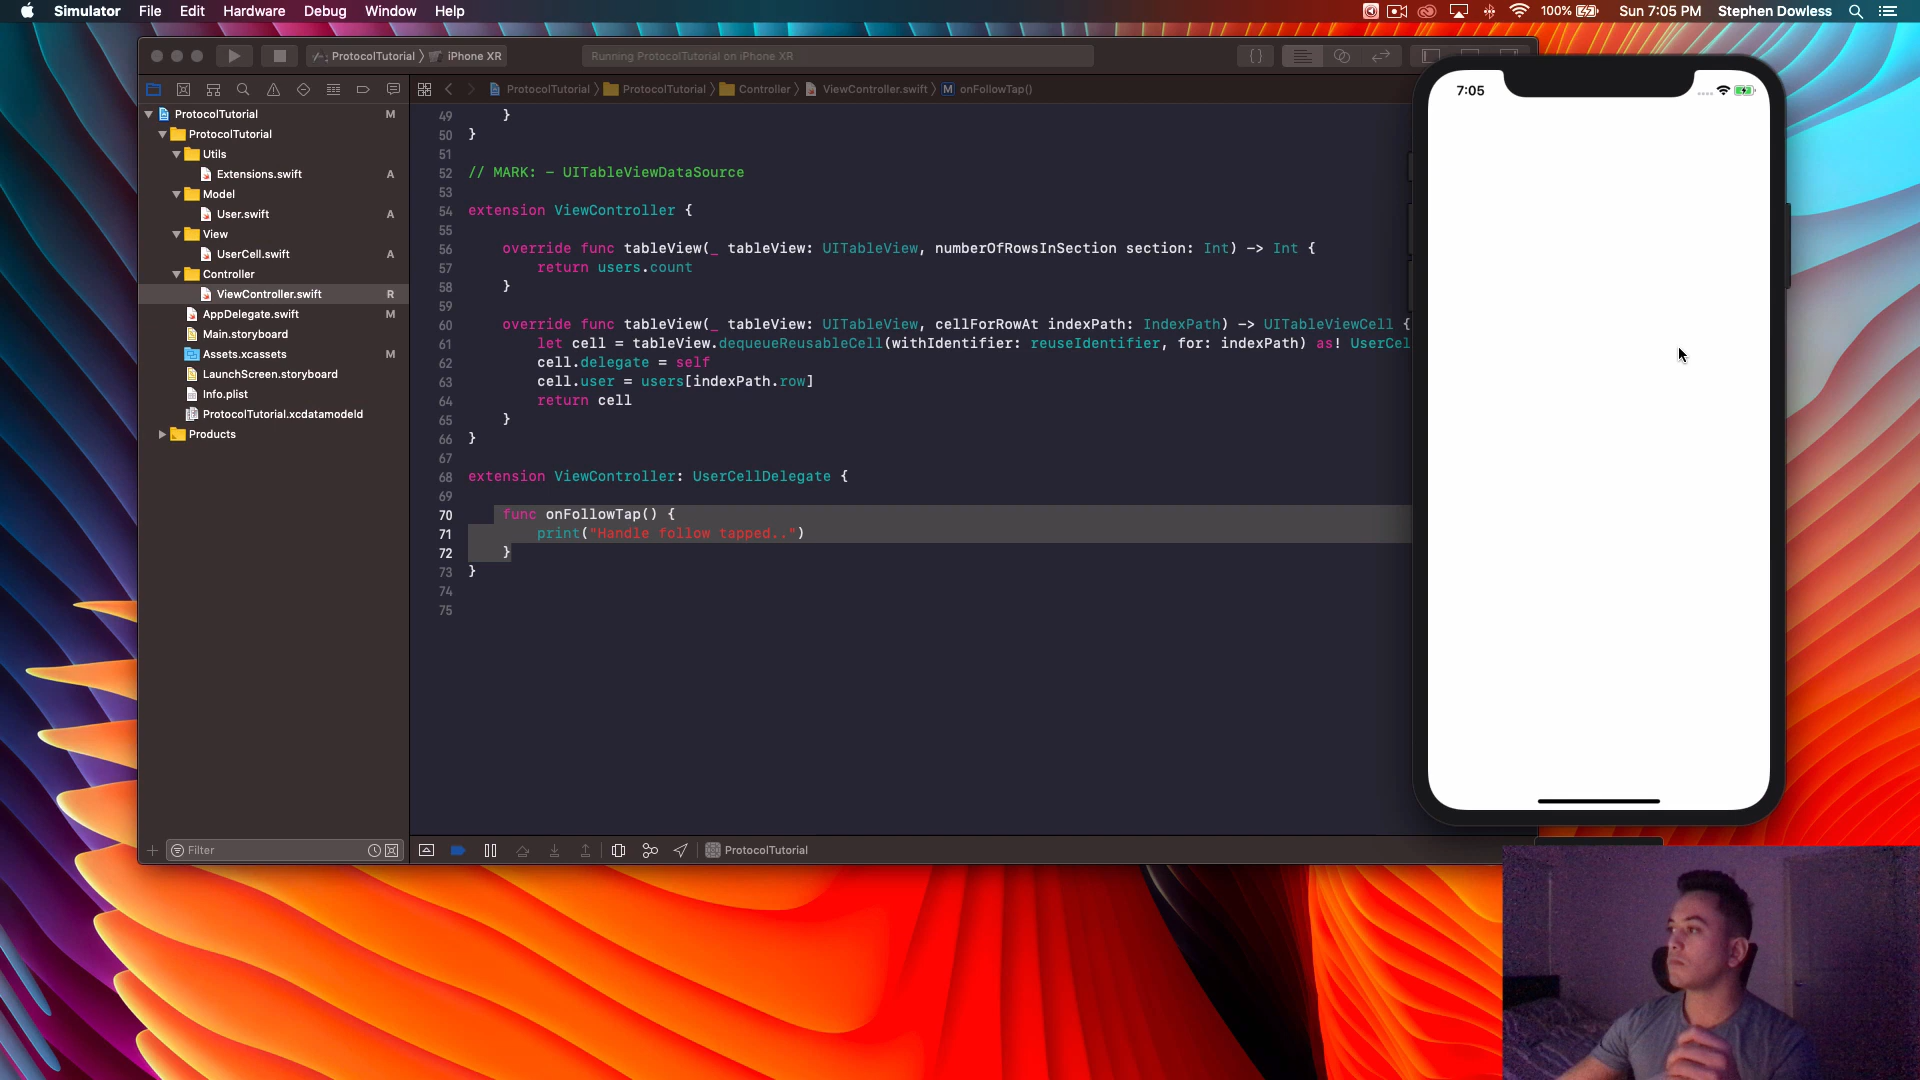 Simulator File Edit Hardware Debug Window Help 100% Sun 7:05 PM Stephen Dowless
ProtocolTutorial iPhone XR
Running ProtocolTutorial on iPhone XR
ProtocolTutorial ProtocolTutorial Controller ViewController.swift M onFollowTap()
ProtocolTutorial M
ProtocolTutorial
Utils
Extensions.swift A
Model
User.swift A
View
UserCell.swift A
Controller
ViewController.swift R
AppDelegate.swift M
Main.storyboard
Assets.xcassets M
LaunchScreen.storyboard
Info.plist
ProtocolTutorial.xcdatamodeld
Products
Filter
49 }
50 }
51
52 // MARK: - UITableViewDataSource
53
54 extension ViewController {
55
56 override func tableView(_ tableView: UITableView, numberOfRowsInSection section: Int) -> Int {
57 return users.count
58 }
59
60 override func tableView(_ tableView: UITableView, cellForRowAt indexPath: IndexPath) -> UITableViewCell {
61 let cell = tableView.dequeueReusableCell(withIdentifier: reuseIdentifier, for: indexPath) as! UserCel
62 cell.delegate = self
63 cell.user = users[indexPath.row]
64 return cell
65 }
66 }
67
68 extension ViewController: UserCellDelegate {
69
70 func onFollowTap() {
71 print("Handle follow tapped..")
72 }
73 }
74
75
ProtocolTutorial
7:05